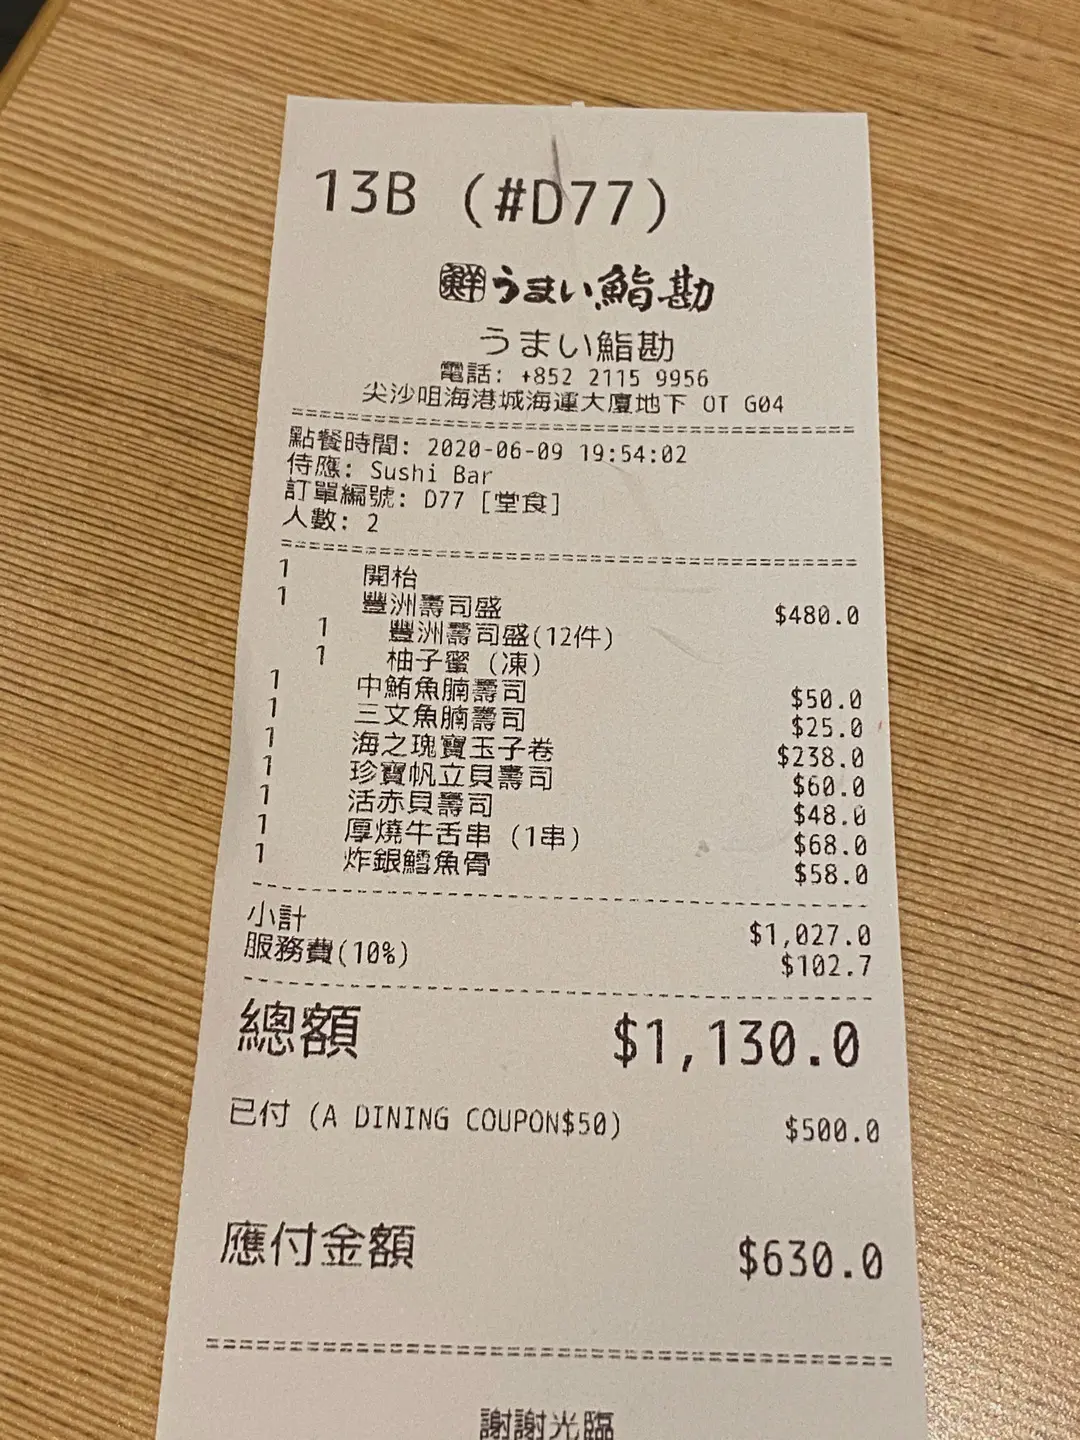 13B (#D77)
鮮うまい鮨勘
うまい鮨勘
電話: +852 2115 9956
尖沙咀海港城海運大廈地下 OT G04
點餐時間: 2020-06-09 19:54:02
侍應: Sushi Bar
訂單編號: D77 [堂食]
人數: 2
1 開枱
1 豐洲壽司盛 $480.0
1 豐洲壽司盛(12件)
1 柚子蜜 (凍)
1 中鮪魚腩壽司 $50.0
1 三文魚腩壽司 $25.0
1 海之瑰寶玉子卷 $238.0
1 珍寶帆立貝壽司 $60.0
1 活赤貝壽司 $48.0
1 厚燒牛舌串 (1串) $68.0
1 炸銀鱈魚骨 $58.0
小計 $1,027.0
服務費(10%) $102.7
總額 $1,130.0
已付 (A DINING COUPON$50) $500.0
應付金額 $630.0
謝謝光臨